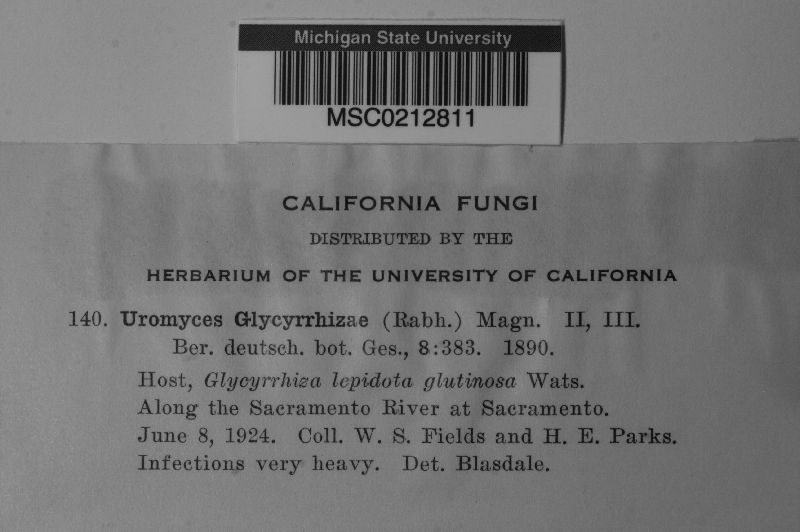 Michigan State University
MSC0212811
CALIFORNIA FUNGI
DISTRIBUTED BY THE
HERBARIUM OF THE UNIVERSITY OF CALIFORNIA
140. Uromyces Glycyrrhizae (Rabh.) Magn. II, III.
Ber. deutsch. bot. Ges., 8:383. 1890.
Host, Glycyrrhiza lepidota glutinosa Wats.
Along the Sacramento River at Sacramento.
June 8, 1924. Coll. W. S. Fields and H. E. Parks.
Infections very heavy. Det. Blasdale.